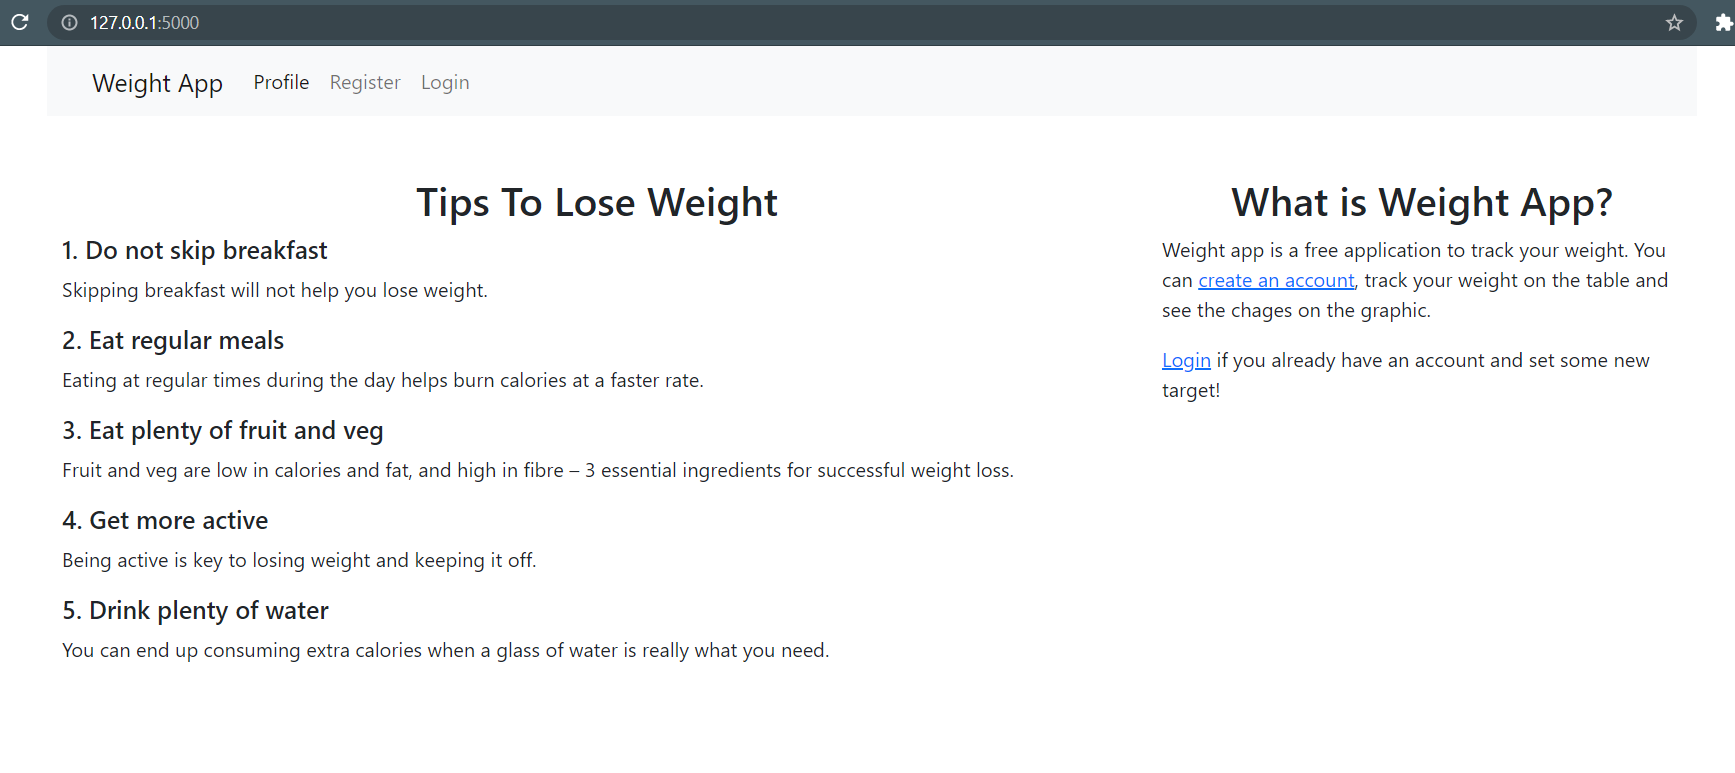 127.0.0.1:5000
Weight App Profile Register Login
Tips To Lose Weight
1. Do not skip breakfast
Skipping breakfast will not help you lose weight.
2. Eat regular meals
Eating at regular times during the day helps burn calories at a faster rate.
3. Eat plenty of fruit and veg
Fruit and veg are low in calories and fat, and high in fibre – 3 essential ingredients for successful weight loss.
4. Get more active
Being active is key to losing weight and keeping it off.
5. Drink plenty of water
You can end up consuming extra calories when a glass of water is really what you need.
What is Weight App?
Weight app is a free application to track your weight. You
can create an account, track your weight on the table and
see the chages on the graphic.
Login if you already have an account and set some new
target!